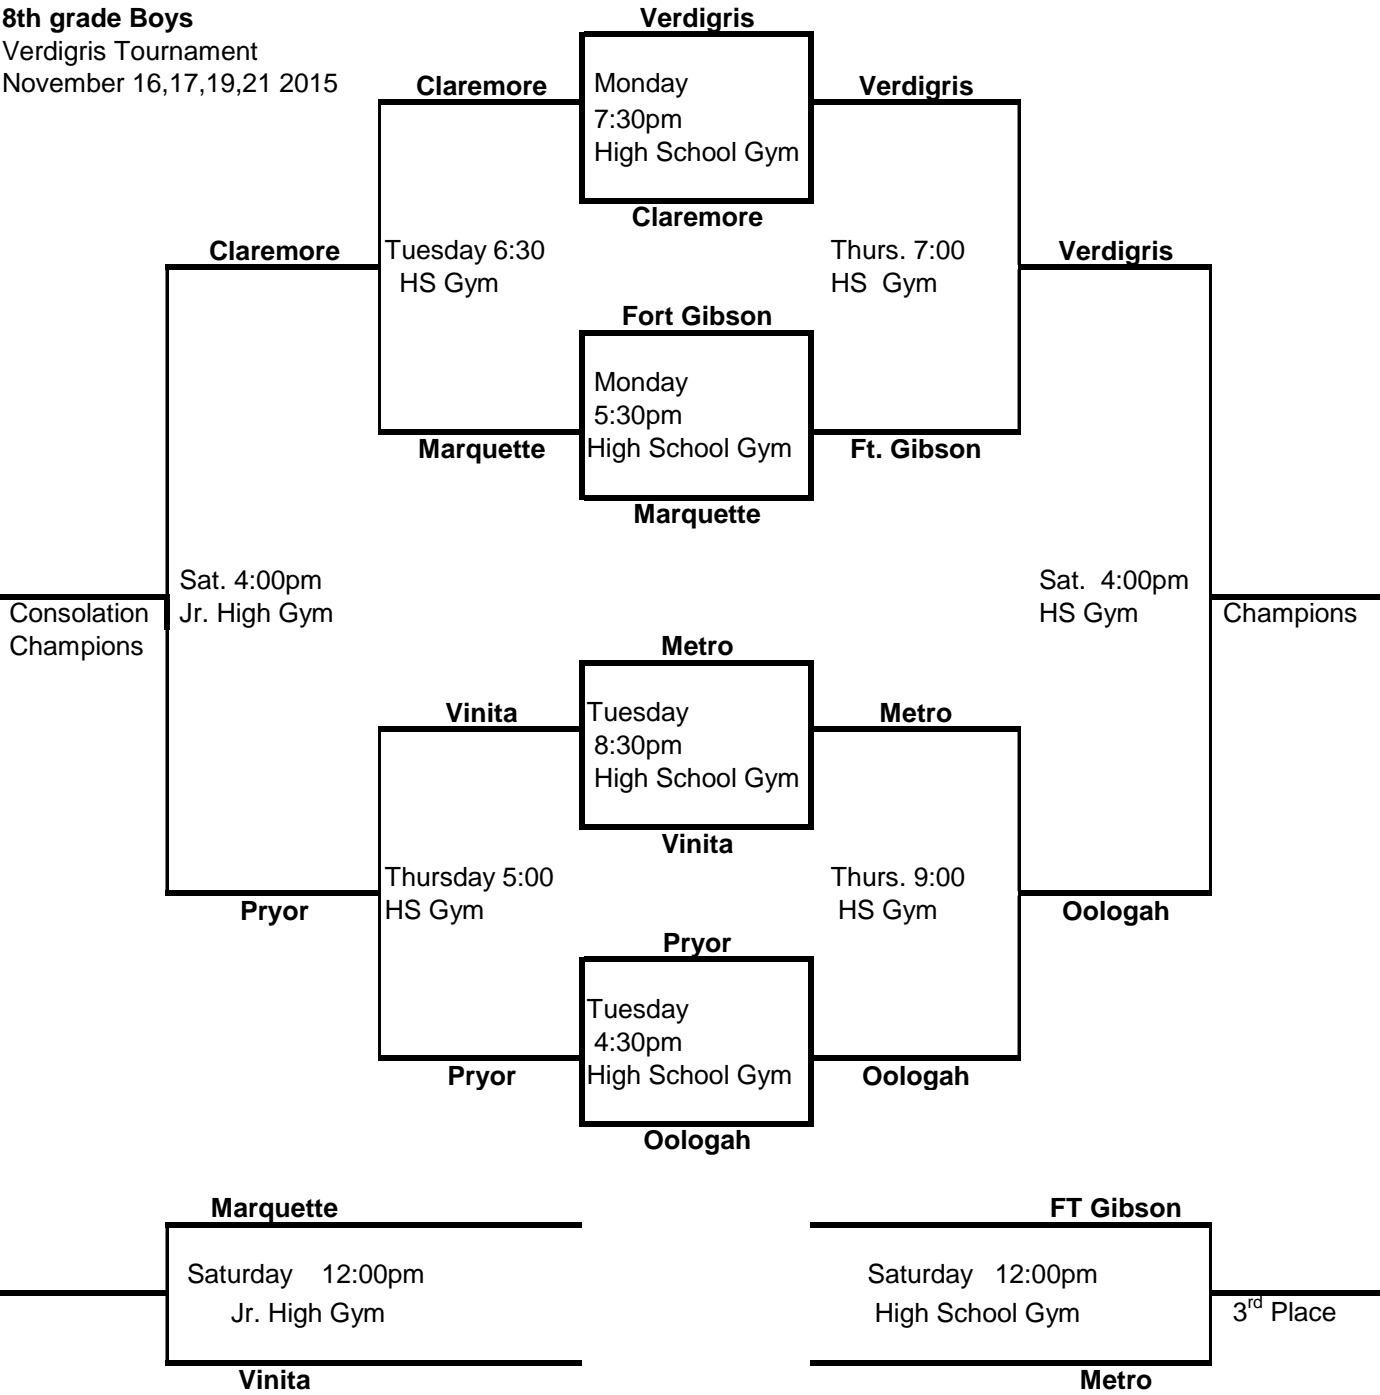 8th grade Boys
Verdigris Tournament
November 16,17,19,21 2015
Verdigris
Claremore
Monday
7:30pm
High School Gym
Verdigris
Claremore
Claremore
Tuesday 6:30
HS Gym
Thurs. 7:00
HS Gym
Verdigris
Fort Gibson
Monday
5:30pm
High School Gym
Marquette
Ft. Gibson
Marquette
Sat. 4:00pm
Jr. High Gym
Consolation
Champions
Sat. 4:00pm
HS Gym
Champions
Metro
Vinita
Tuesday
8:30pm
High School Gym
Metro
Vinita
Thursday 5:00
HS Gym
Thurs. 9:00
HS Gym
Pryor
Oologah
Pryor
Tuesday
4:30pm
High School Gym
Pryor
Oologah
Oologah
Marquette
Saturday 12:00pm
Jr. High Gym
Vinita
FT Gibson
Saturday 12:00pm
High School Gym
3rd Place
Metro